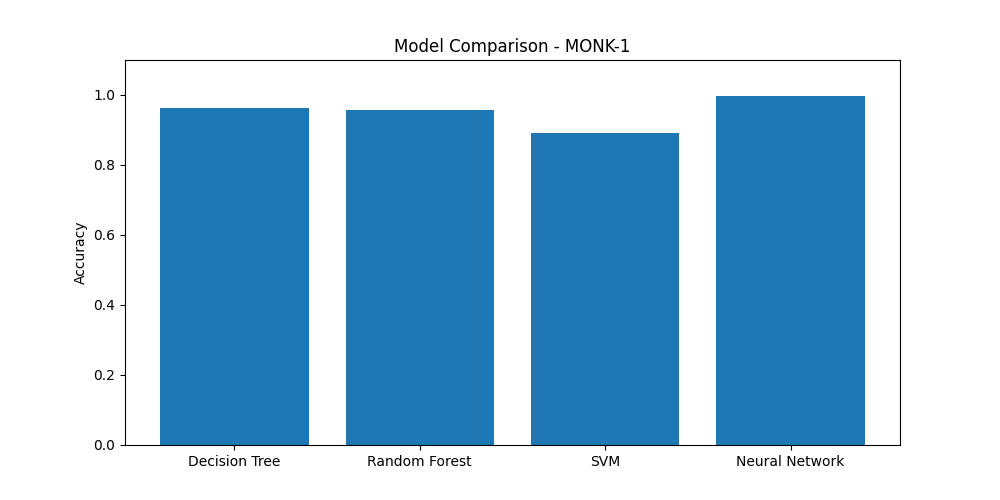 Model Comparison - MONK-1
1.0
0.8
0.6
0.4
0.2
0.0
Accuracy
Decision Tree
Random Forest
SVM
Neural Network